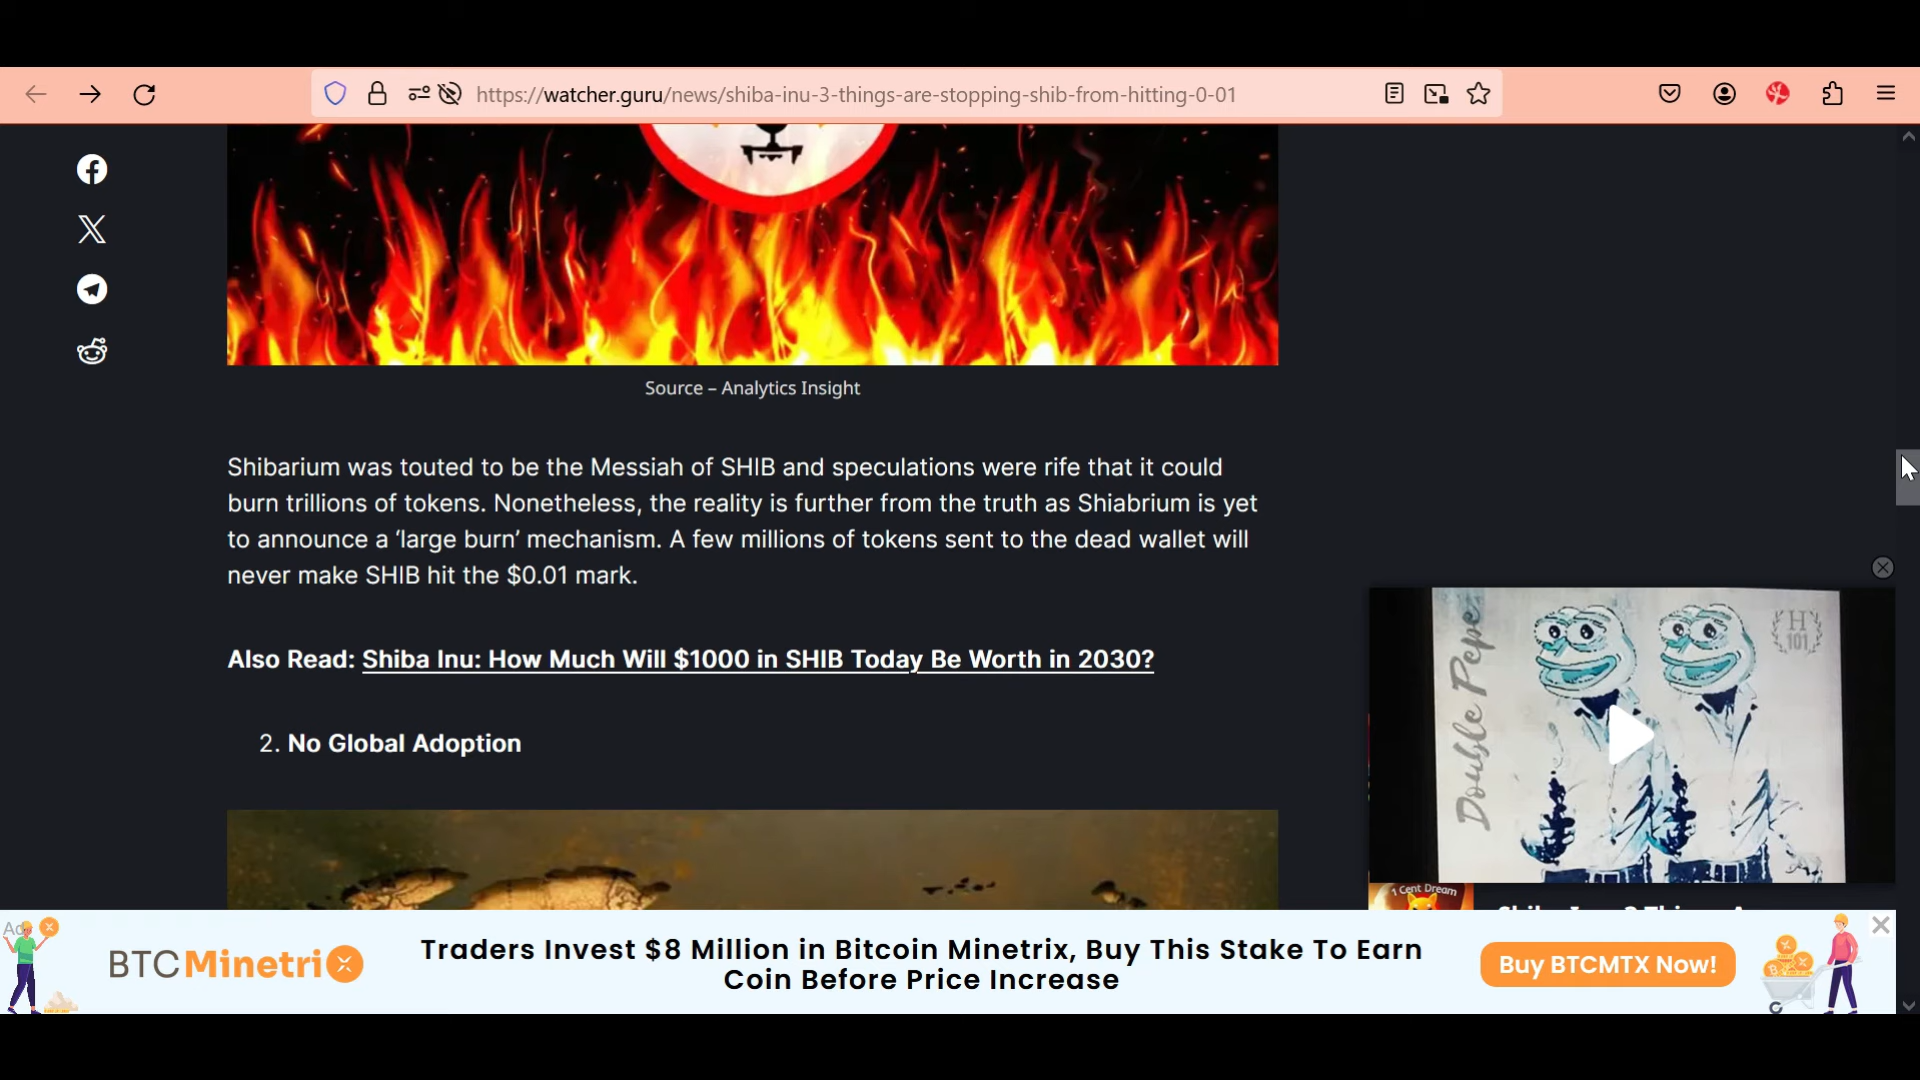 https://watcher.guru/news/shiba-inu-3-things-are-stopping-shib-from-hitting-0-01
Source – Analytics Insight
Shibarium was touted to be the Messiah of SHIB and speculations were rife that it could
burn trillions of tokens. Nonetheless, the reality is further from the truth as Shiabrium is yet
to announce a ‘large burn’ mechanism. A few millions of tokens sent to the dead wallet will
never make SHIB hit the $0.01 mark.
Also Read: Shiba Inu: How Much Will $1000 in SHIB Today Be Worth in 2030?
2. No Global Adoption
Double Pepe
H
101
1 Cent Dream
Ad
BTCMinetrix
Traders Invest $8 Million in Bitcoin Minetrix, Buy This Stake To Earn
Coin Before Price Increase
Buy BTCMTX Now!